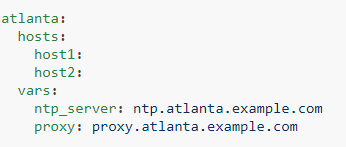 atlanta:
  hosts:
    host1:
    host2:
  vars:
    ntp_server: ntp.atlanta.example.com
    proxy: proxy.atlanta.example.com